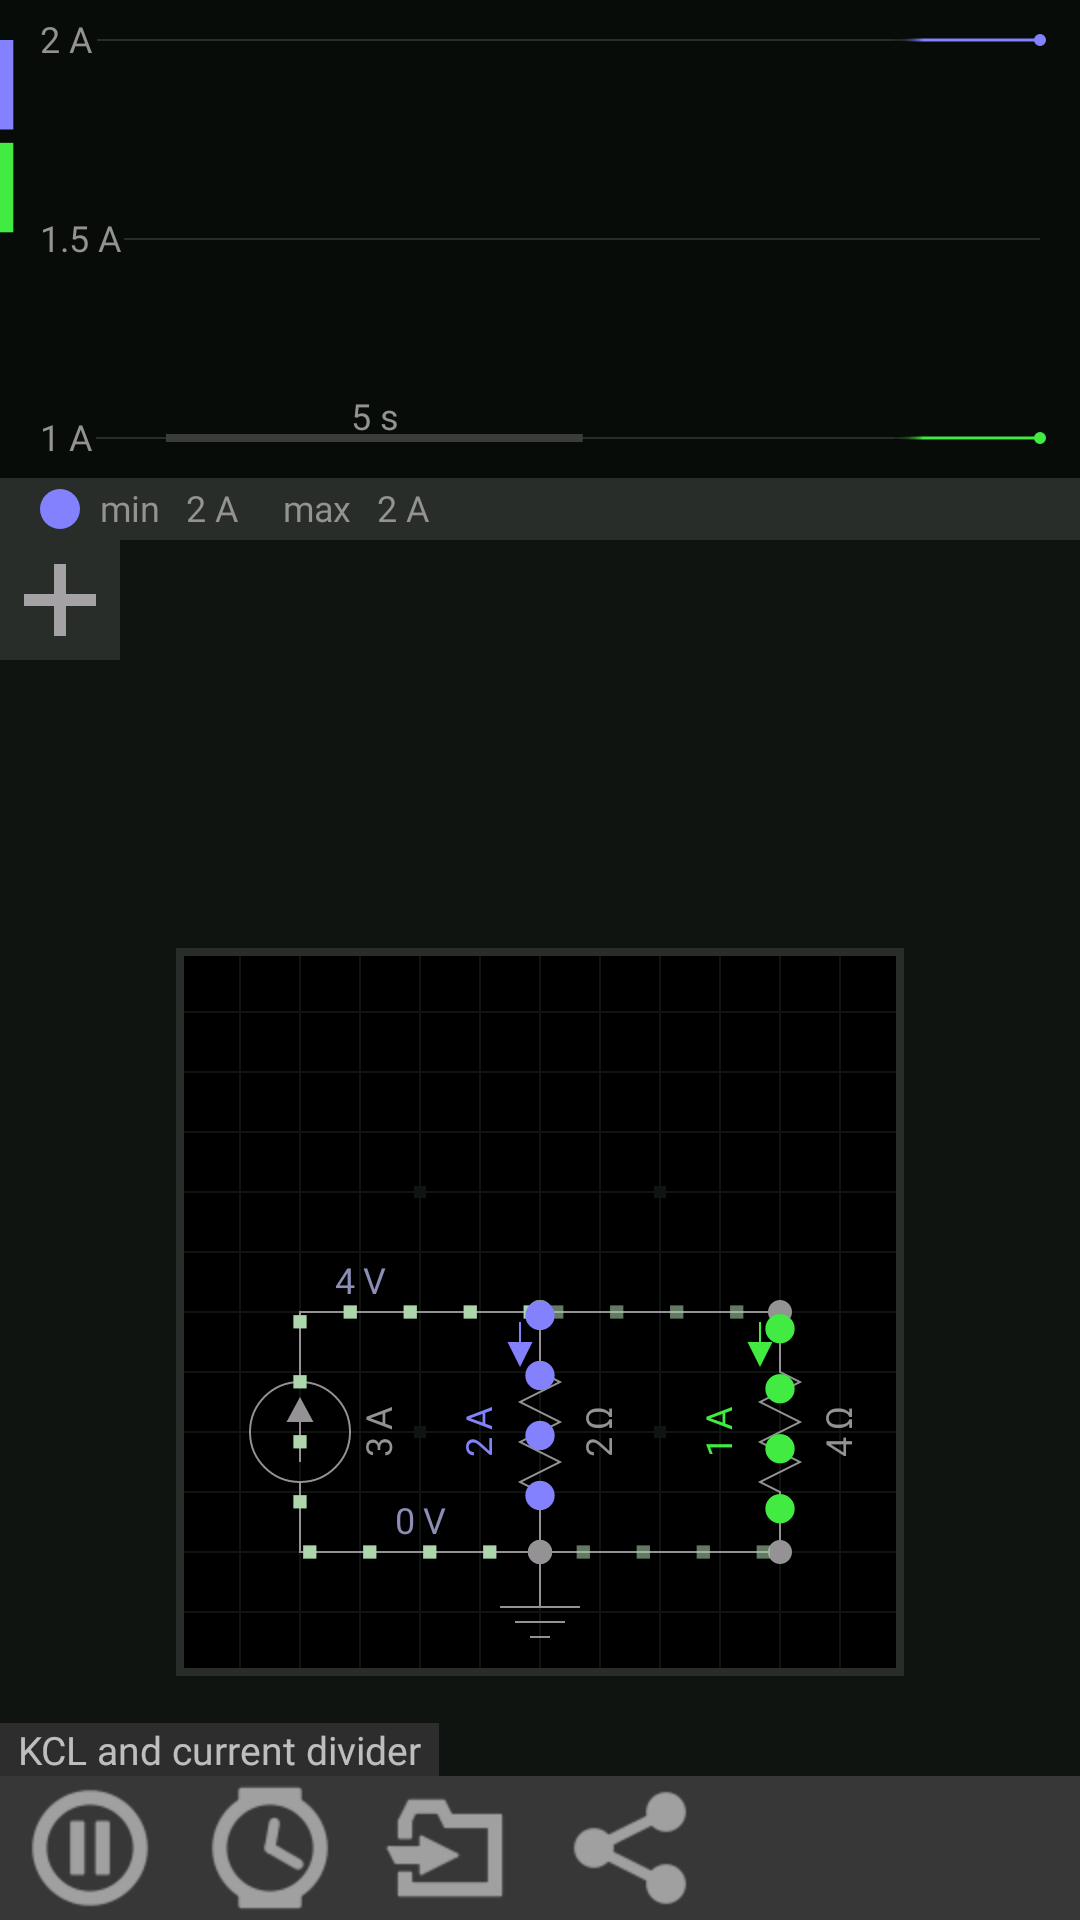 2 A
1.5 A
5 s
1 A
min 2 A max 2 A
4 V
3 A
2 A
2 Ω
1 A
4 Ω
0 V
KCL and current divider